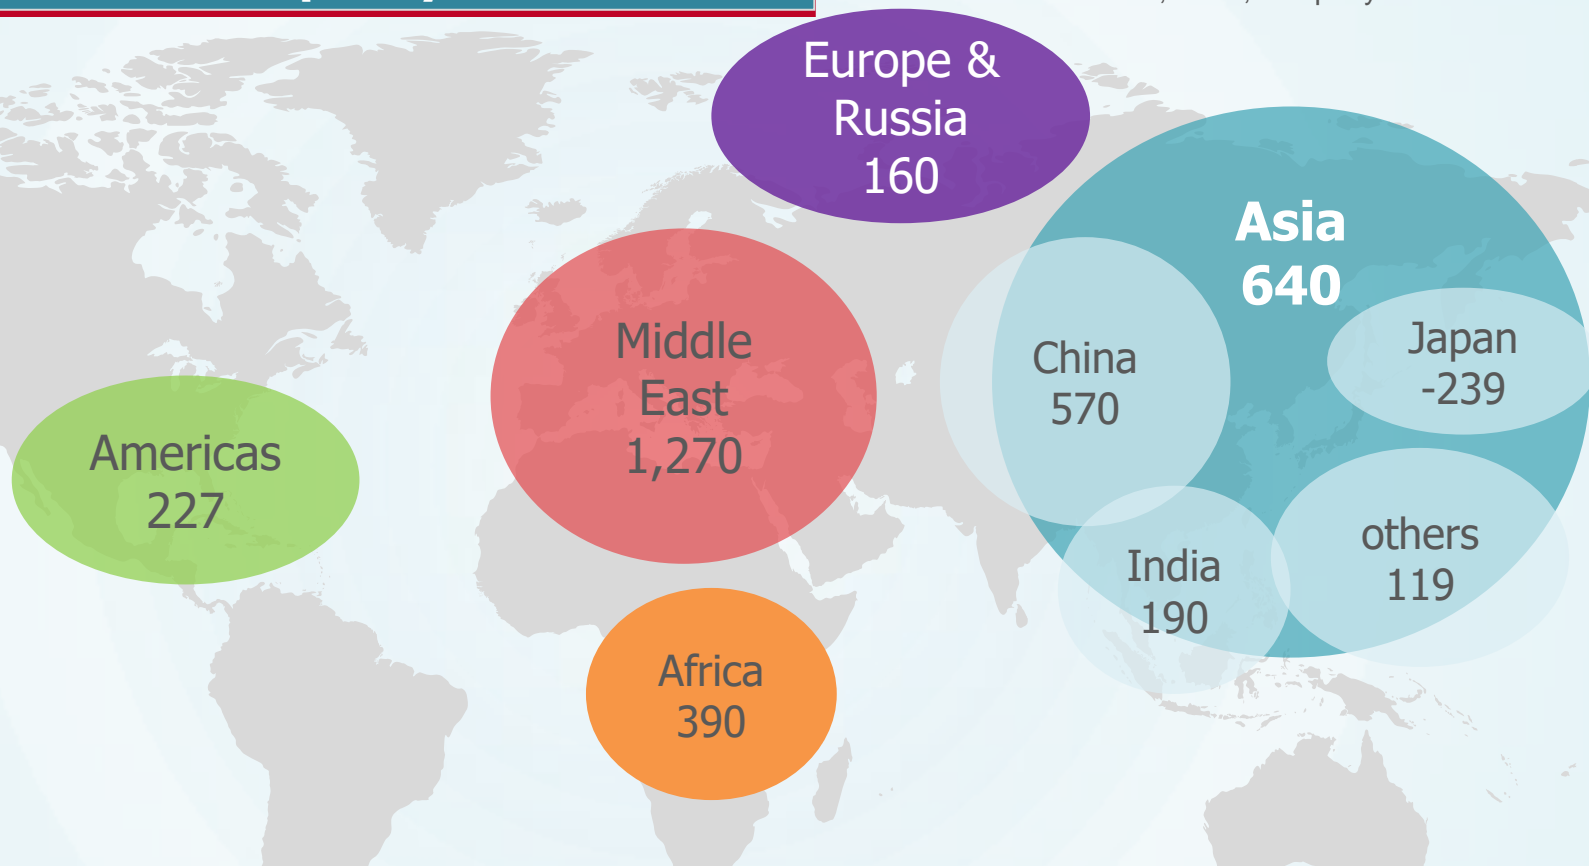 Europe &
Russia
160
Asia
640
Middle
East
1,270
China
570
Japan
-239
Americas
227
India
190
others
119
Africa
390